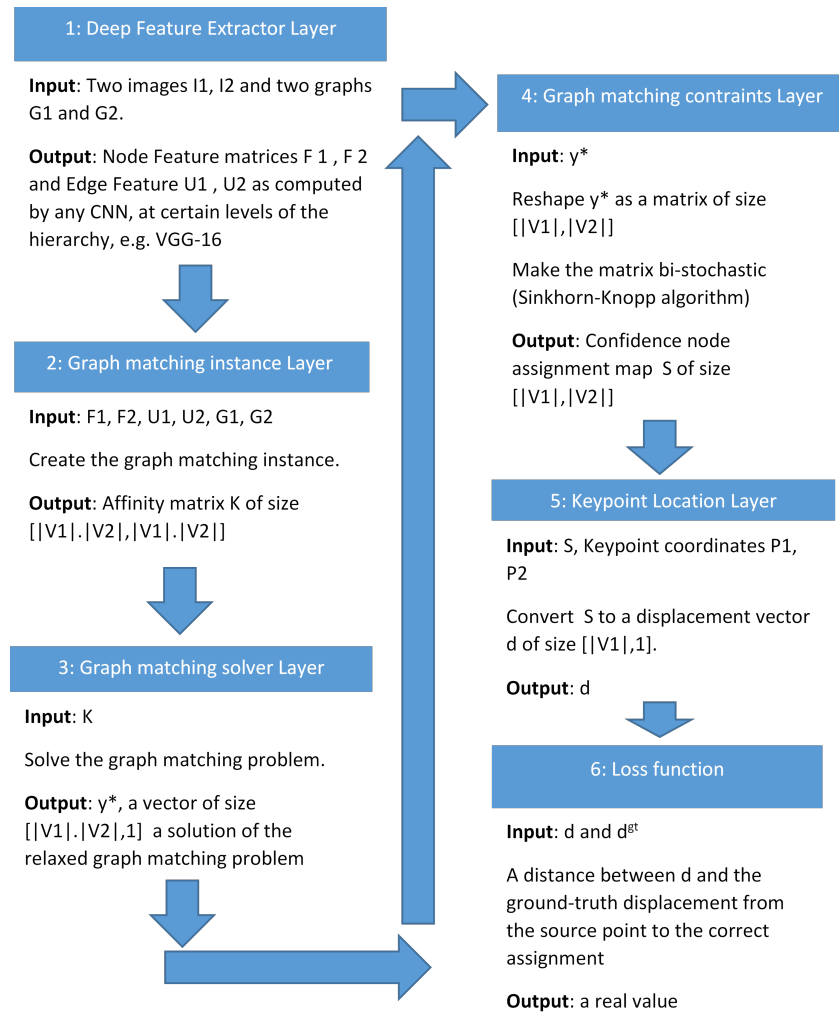 1: Deep Feature Extractor Layer
Input: Two images I1, I2 and two graphs
G1 and G2.
Output: Node Feature matrices F 1 , F 2
and Edge Feature U1 , U2 as computed
by any CNN, at certain levels of the
hierarchy, e.g. VGG-16
2: Graph matching instance Layer
Input: F1, F2, U1, U2, G1, G2
Create the graph matching instance.
Output: Affinity matrix K of size
[|V1|.|V2|,|V1|.|V2|]
3: Graph matching solver Layer
Input: K
Solve the graph matching problem.
Output: y*, a vector of size
[|V1|.|V2|,1] a solution of the
relaxed graph matching problem
4: Graph matching contraints Layer
Input: y*
Reshape y* as a matrix of size
[|V1|,|V2|]
Make the matrix bi-stochastic
(Sinkhorn-Knopp algorithm)
Output: Confidence node
assignment map S of size
[|V1|,|V2|]
5: Keypoint Location Layer
Input: S, Keypoint coordinates P1,
P2
Convert S to a displacement vector
d of size [|V1|,1].
Output: d
6: Loss function
Input: d and dgt
A distance between d and the
ground-truth displacement from
the source point to the correct
assignment
Output: a real value